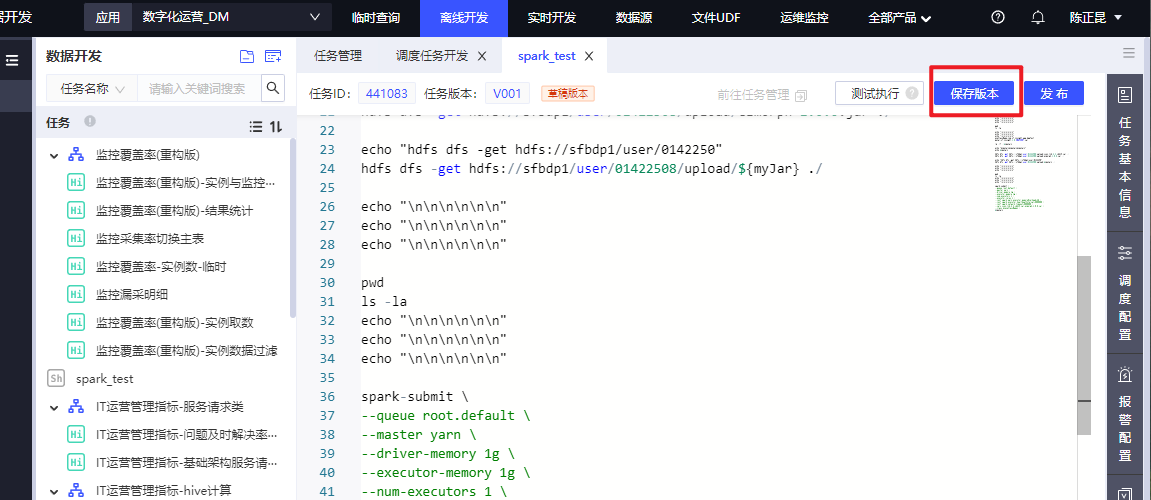 据开发 应用 数字化运营_DM 临时查询 离线开发 实时开发 数据源 文件UDF 运维监控 全部产品 陈正昆
数据开发
任务管理 调度任务开发 spark_test
任务名称 请输入关键词搜索
任务ID: 441083 任务版本: V001 草稿版本 前往任务管理 测试执行 保存版本 发 布
任务
监控覆盖率(重构版)
监控覆盖率(重构版)-实例与监控···
监控覆盖率(重构版)-结果统计
监控采集率切换主表
监控覆盖率-实例数-临时
监控漏采明细
监控覆盖率(重构版)-实例取数
监控覆盖率(重构版)-实例数据过滤
spark_test
IT运营管理指标-服务请求类
IT运营管理指标-问题及时解决率···
IT运营管理指标-基础架构服务请···
IT运营管理指标-hive计算
22
23 echo "hdfs dfs -get hdfs://sfbdp1/user/0142250"
24 hdfs dfs -get hdfs://sfbdp1/user/01422508/upload/${myJar} ./
25
26 echo "\n\n\n\n\n\n"
27 echo "\n\n\n\n\n\n"
28 echo "\n\n\n\n\n\n"
29
30 pwd
31 ls -la
32 echo "\n\n\n\n\n\n"
33 echo "\n\n\n\n\n\n"
34 echo "\n\n\n\n\n\n"
35
36 spark-submit \
37 --queue root.default \
38 --master yarn \
39 --driver-memory 1g \
40 --executor-memory 1g \
41 --num-executors 1 \
任务基本信息
调度配置
报警配置